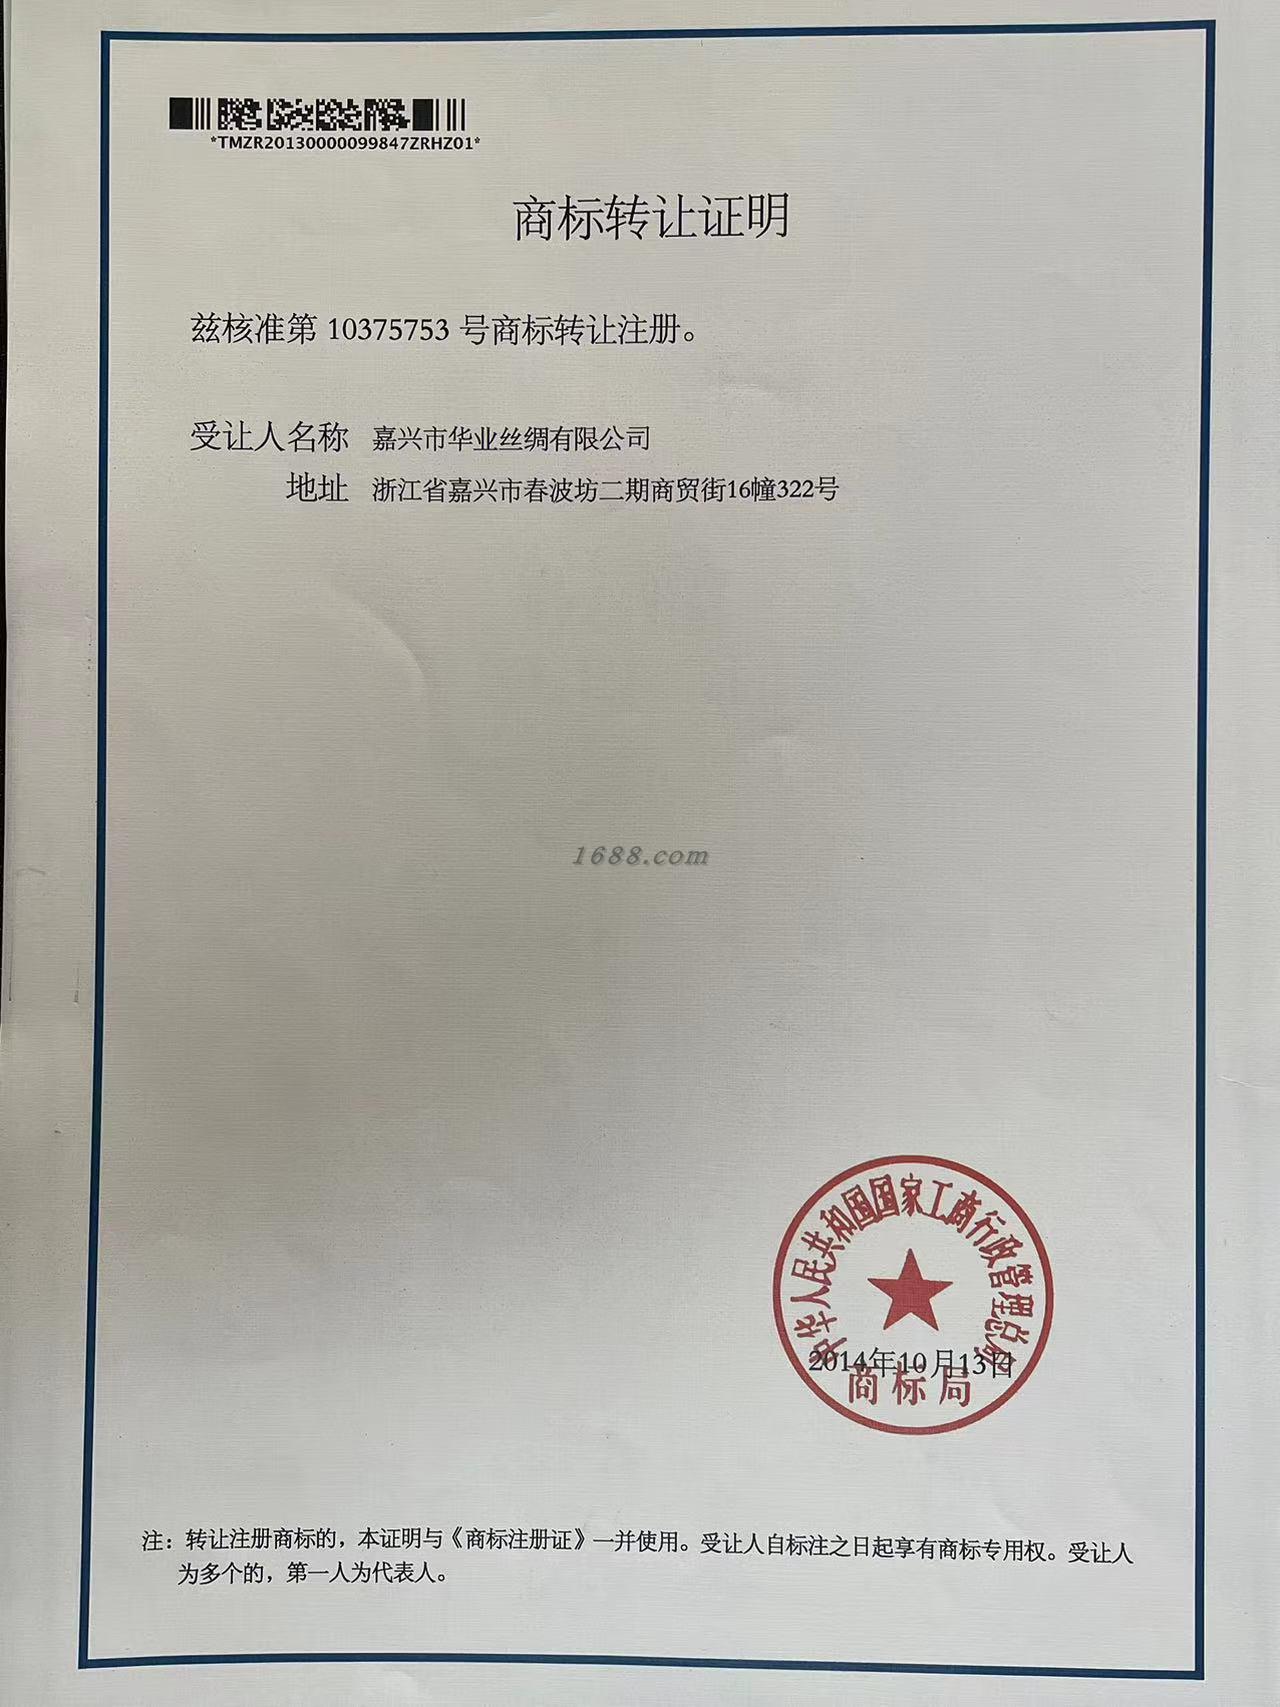 *TMZR20130000099847ZRHZ01*
商标转让证明
兹核准第 10375753 号商标转让注册。
受让人名称 嘉兴市华业丝绸有限公司
地址 浙江省嘉兴市春波坊二期商贸街16幢322号
1688.com
中华人民共和国国家工商行政管理总局
2014年10月13日
商标局
注：转让注册商标的，本证明与《商标注册证》一并使用。受让人自标注之日起享有商标专用权。受让人
为多个的，第一人为代表人。